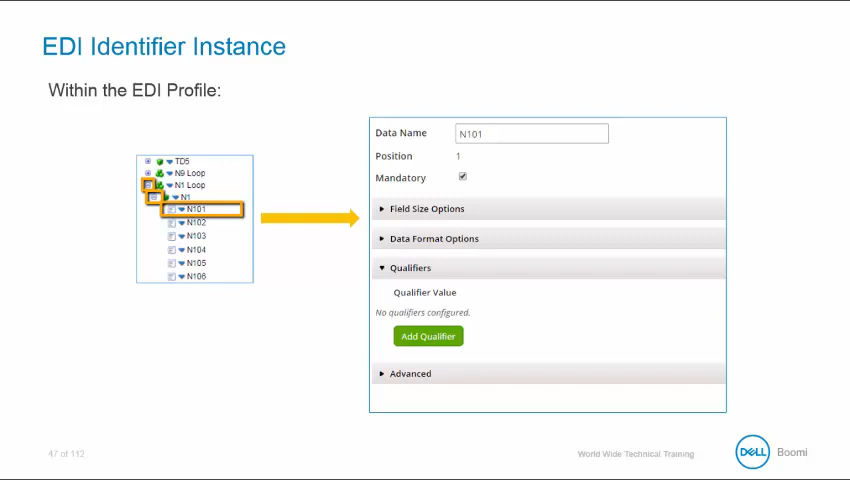 EDI Identifier Instance
Within the EDI Profile:
TD5
N9 Loop
N1 Loop
N1
N101
N102
N103
N104
N105
N106
Data Name N101
Position 1
Mandatory
Field Size Options
Data Format Options
Qualifiers
Qualifier Value
No qualifiers configured.
Add Qualifier
Advanced
47 of 112
World Wide Technical Training
DELL Boomi